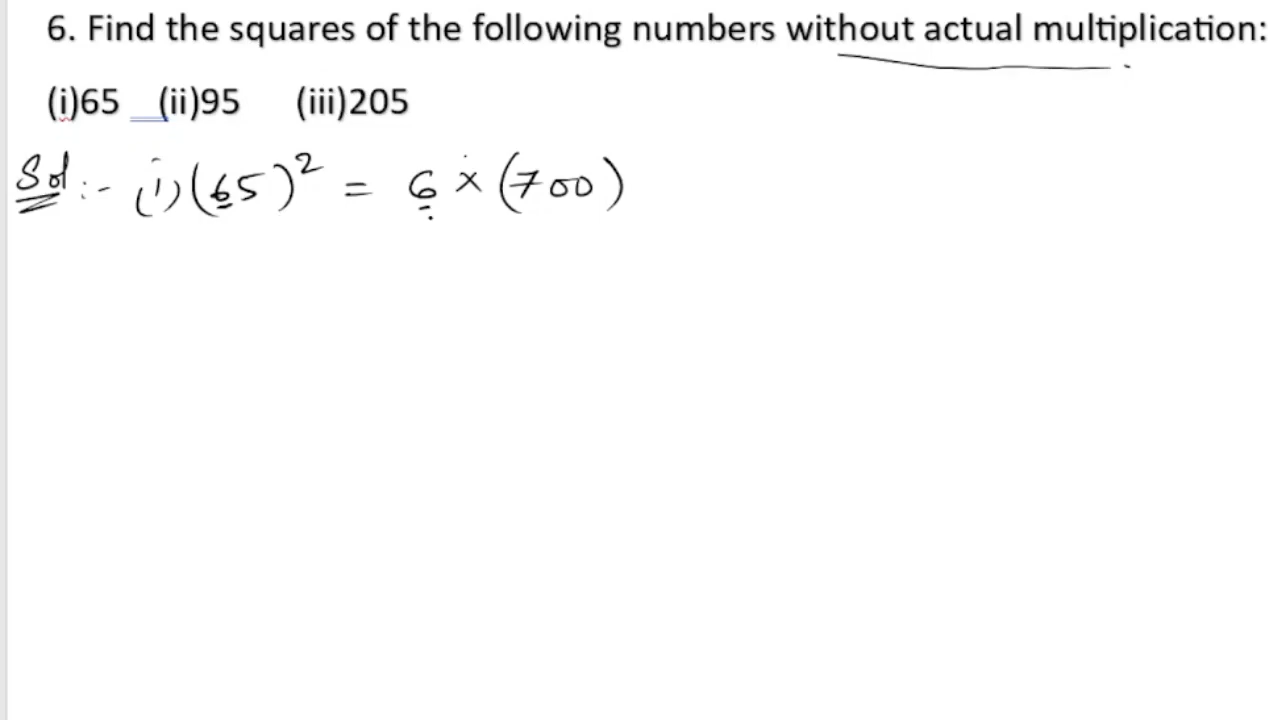 6. Find the squares of the following numbers without actual multiplication:
(i)65 (ii)95 (iii)205
Sol :- (i) (65)² = 6 × (700)